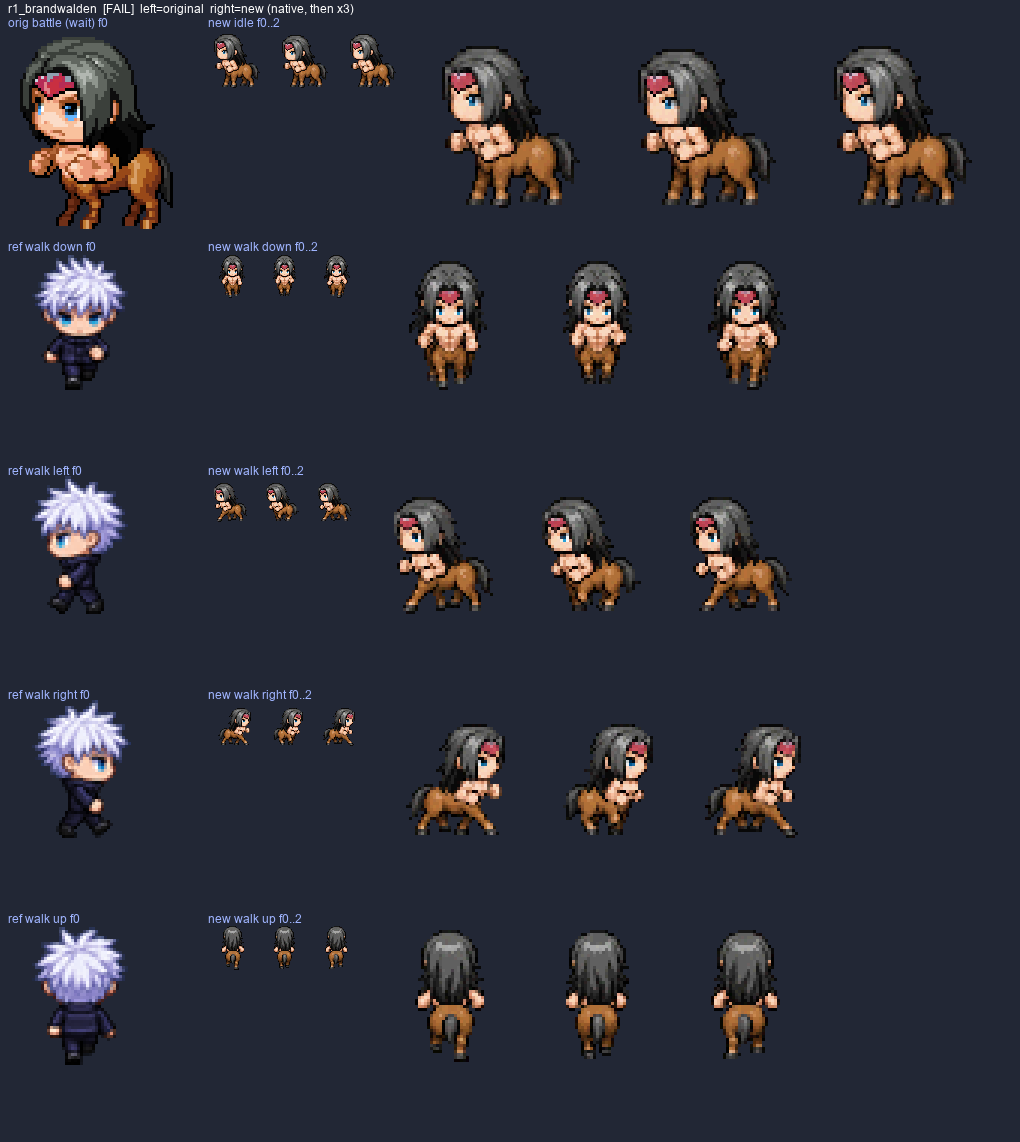 r1_brandwalden [FAIL] left=original right=new (native, then x3)
orig battle (wait) f0
new idle f0..2
ref walk down f0
new walk down f0..2
ref walk left f0
new walk left f0..2
ref walk right f0
new walk right f0..2
ref walk up f0
new walk up f0..2